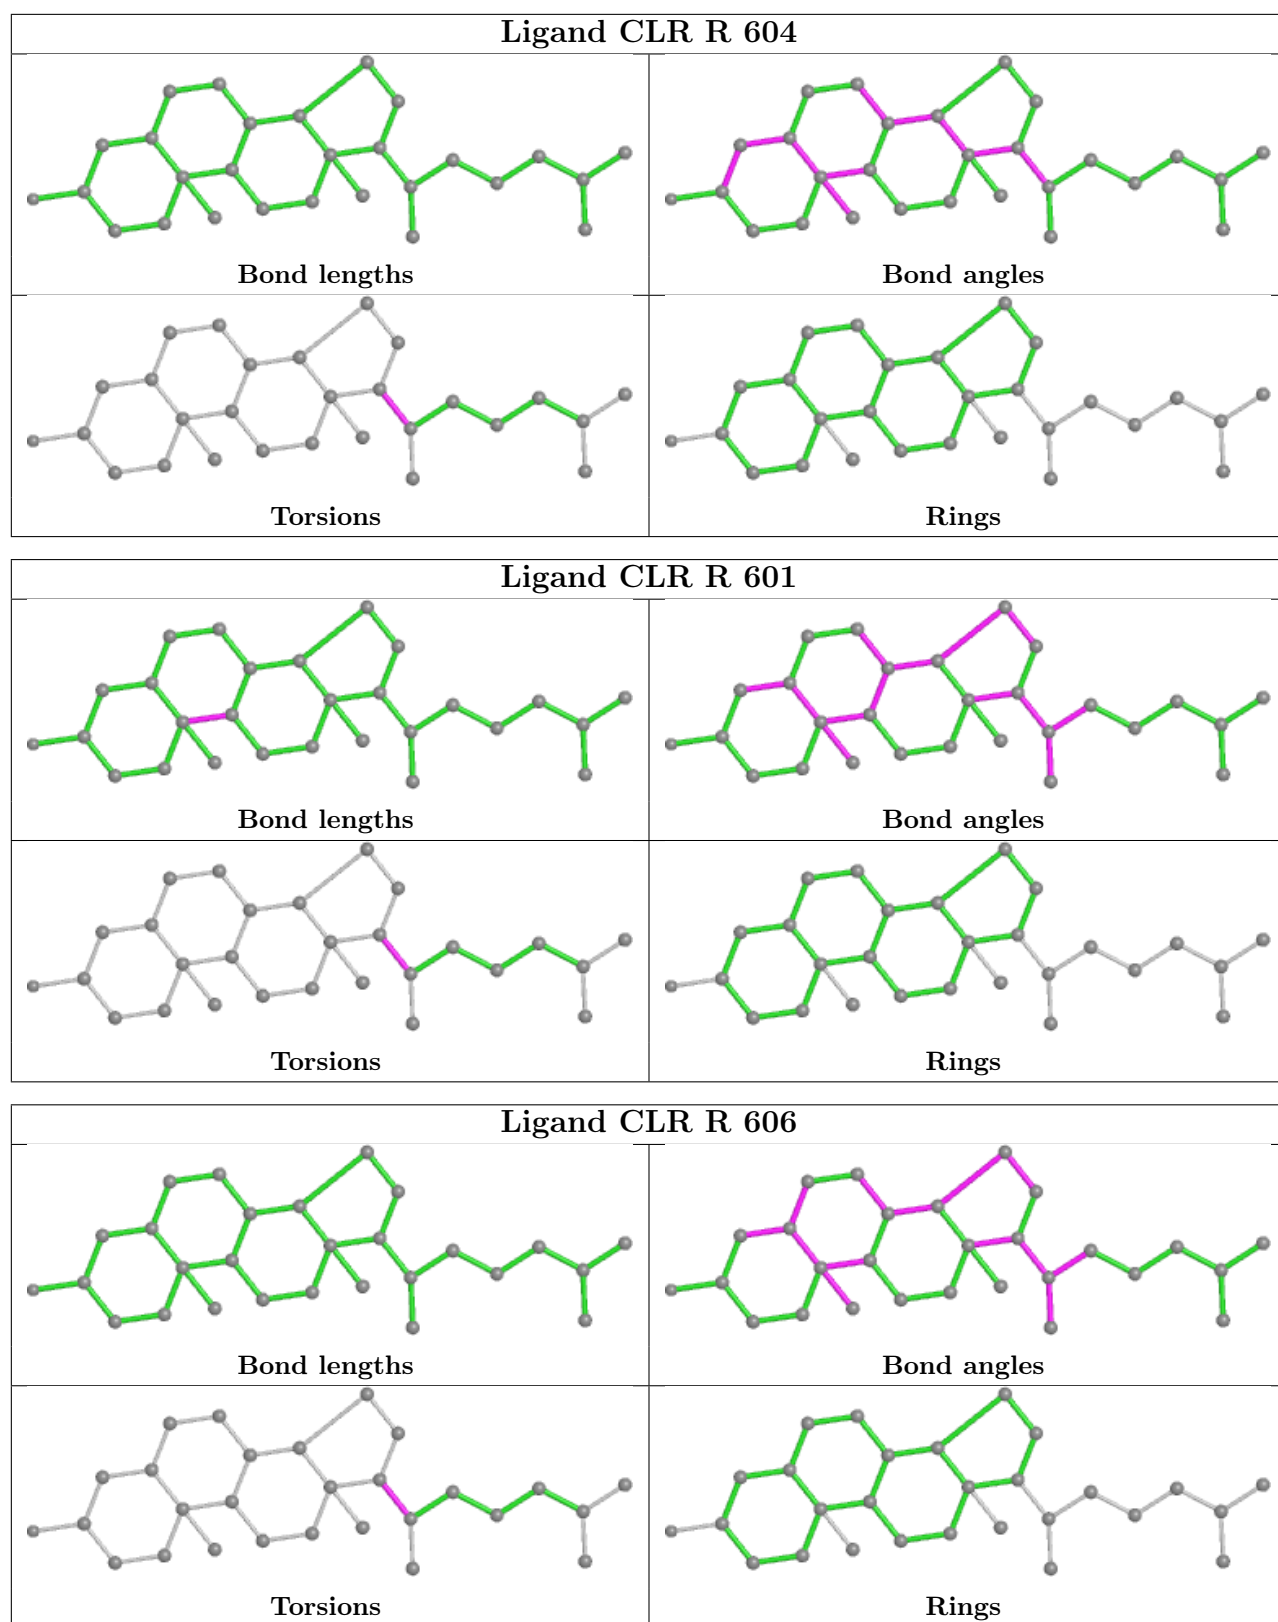 Ligand CLR R 604
Bond lengths
Bond angles
Torsions
Rings
Ligand CLR R 601
Bond lengths
Bond angles
Torsions
Rings
Ligand CLR R 606
Bond lengths
Bond angles
Torsions
Rings